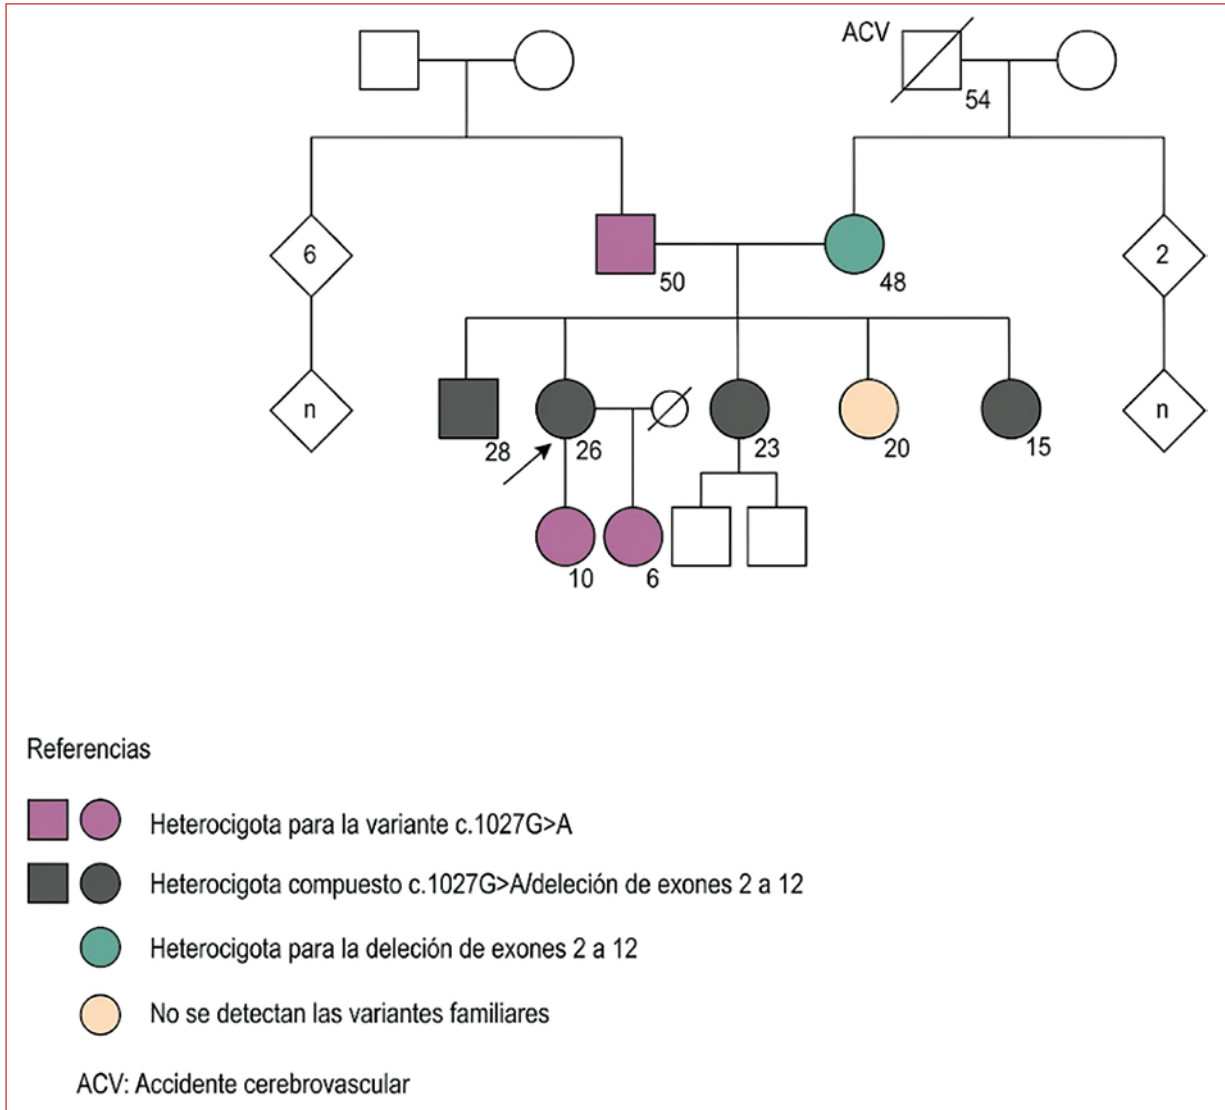 ACV
54
6
50
48
2
n
28
26
23
20
15
n
10
6
Referencias
Heterocigota para la variante c.1027G>A
Heterocigota compuesto c.1027G>A/deleción de exones 2 a 12
Heterocigota para la deleción de exones 2 a 12
No se detectan las variantes familiares
ACV: Accidente cerebrovascular